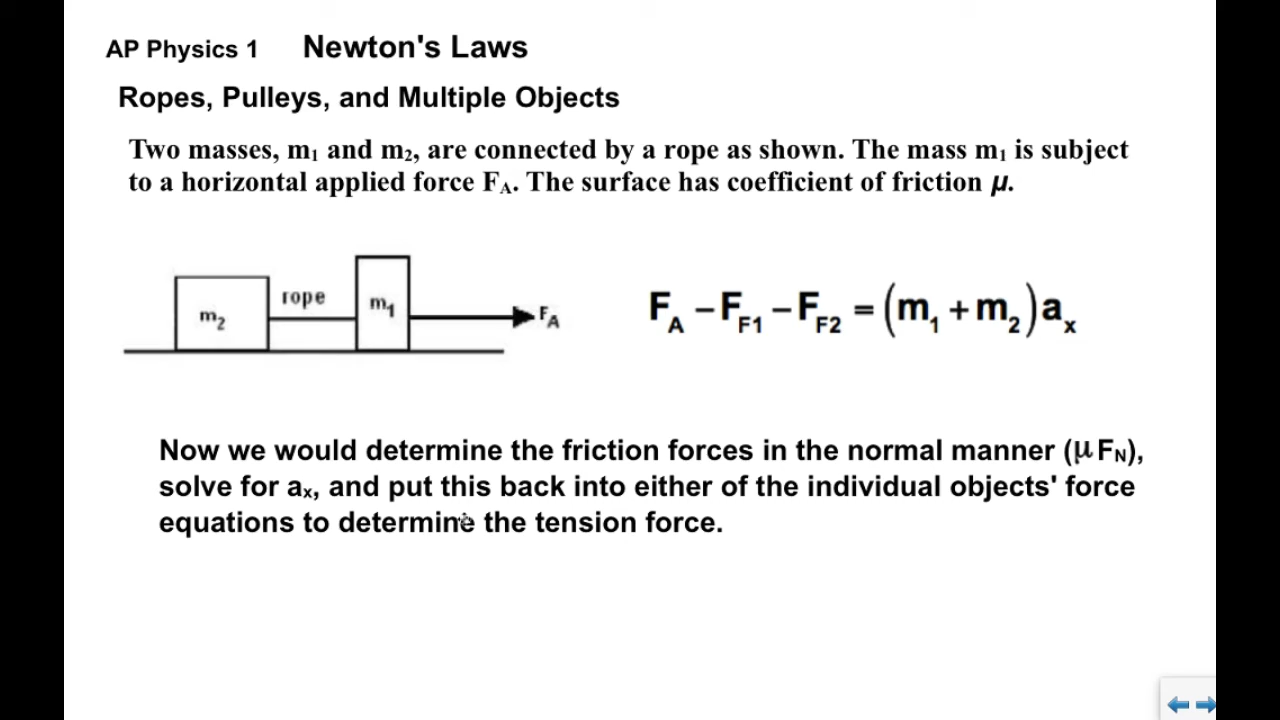 AP Physics 1 Newton's Laws
Ropes, Pulleys, and Multiple Objects
Two masses, m₁ and m₂, are connected by a rope as shown. The mass m₁ is subject
to a horizontal applied force F_A. The surface has coefficient of friction μ.
m₂ rope m₁ F_A
F_A – F_F1 – F_F2 = (m₁ + m₂)a_x
Now we would determine the friction forces in the normal manner (μF_N),
solve for a_x, and put this back into either of the individual objects' force
equations to determine the tension force.